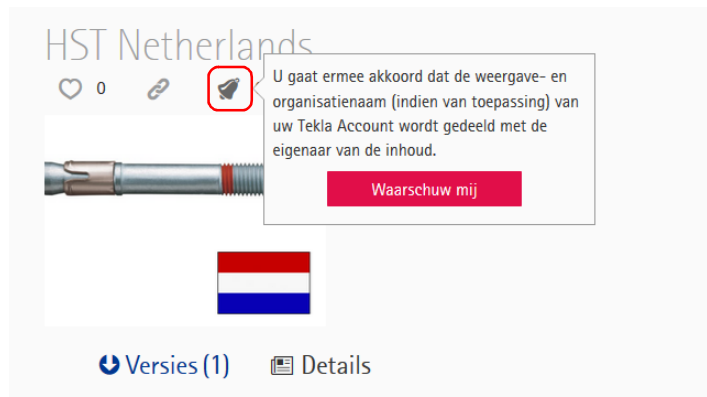 HST Netherlands
0
U gaat ermee akkoord dat de weergave- en
organisatienaam (indien van toepassing) van
uw Tekla Account wordt gedeeld met de
eigenaar van de inhoud.
Waarschuw mij
Versies (1) Details